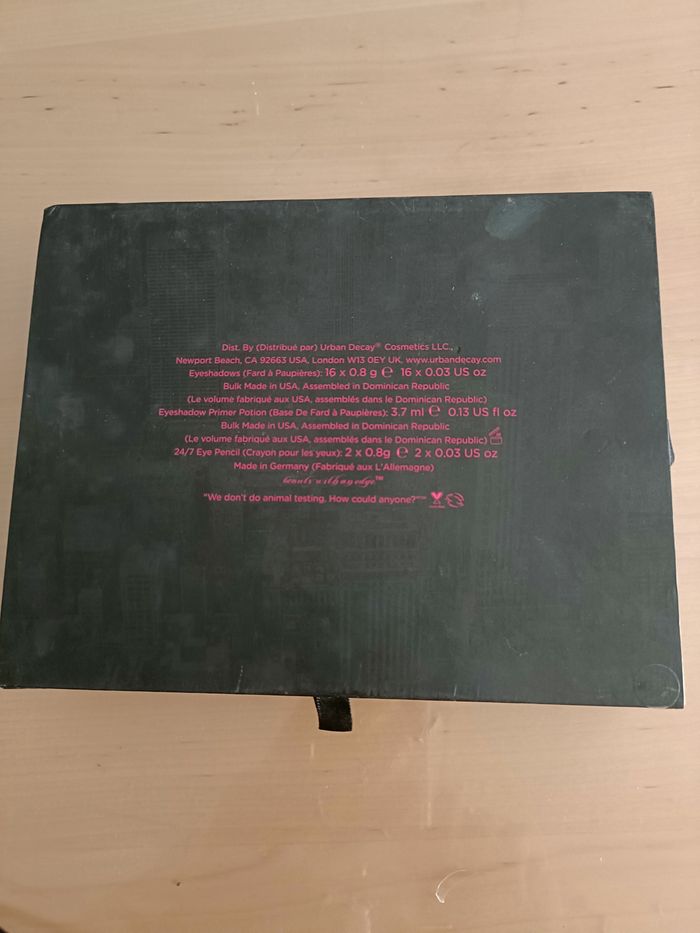 Dist. By (Distribué par) Urban Decay® Cosmetics LLC.,
Newport Beach, CA 92663 USA, London W13 0EY UK. www.urbandecay.com
Eyeshadows (Fard à Paupières): 16 x 0.8 g ℮ 16 x 0.03 US oz
Bulk Made in USA, Assembled in Dominican Republic
(Le volume fabriqué aux USA, assemblés dans le Dominican Republic)
Eyeshadow Primer Potion (Base De Fard à Paupières): 3.7 ml ℮ 0.13 US fl oz
Bulk Made in USA, Assembled in Dominican Republic
(Le volume fabriqué aux USA, assemblés dans le Dominican Republic)
24/7 Eye Pencil (Crayon pour les yeux): 2 x 0.8g ℮ 2 x 0.03 US oz
Made in Germany (Fabriqué aux L'Allemagne)
beauty with an edge™
"We don't do animal testing. How could anyone?"